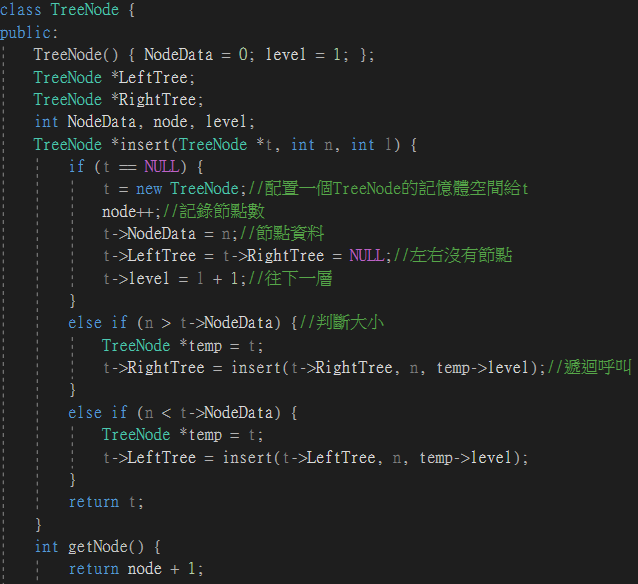 class TreeNode {
public:
    TreeNode() { NodeData = 0; level = 1; };
    TreeNode *LeftTree;
    TreeNode *RightTree;
    int NodeData, node, level;
    TreeNode *insert(TreeNode *t, int n, int l) {
        if (t == NULL) {
            t = new TreeNode;//配置一個TreeNode的記憶體空間給t
            node++;//記錄節點數
            t->NodeData = n;//節點資料
            t->LeftTree = t->RightTree = NULL;//左右沒有節點
            t->level = l + 1;//往下一層
        }
        else if (n > t->NodeData) {//判斷大小
            TreeNode *temp = t;
            t->RightTree = insert(t->RightTree, n, temp->level);//遞迴呼叫
        }
        else if (n < t->NodeData) {
            TreeNode *temp = t;
            t->LeftTree = insert(t->LeftTree, n, temp->level);
        }
        return t;
    }
    int getNode() {
        return node + 1;